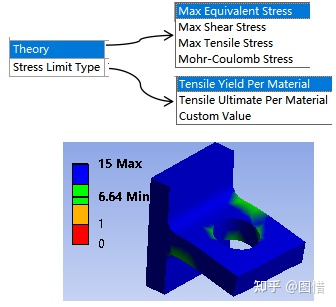 Max Equivalent Stress
Max Shear Stress
Max Tensile Stress
Mohr-Coulomb Stress
Theory
Stress Limit Type
Tensile Yield Per Material
Tensile Ultimate Per Material
Custom Value
15 Max
6.64 Min
1
0
知乎 @图惜